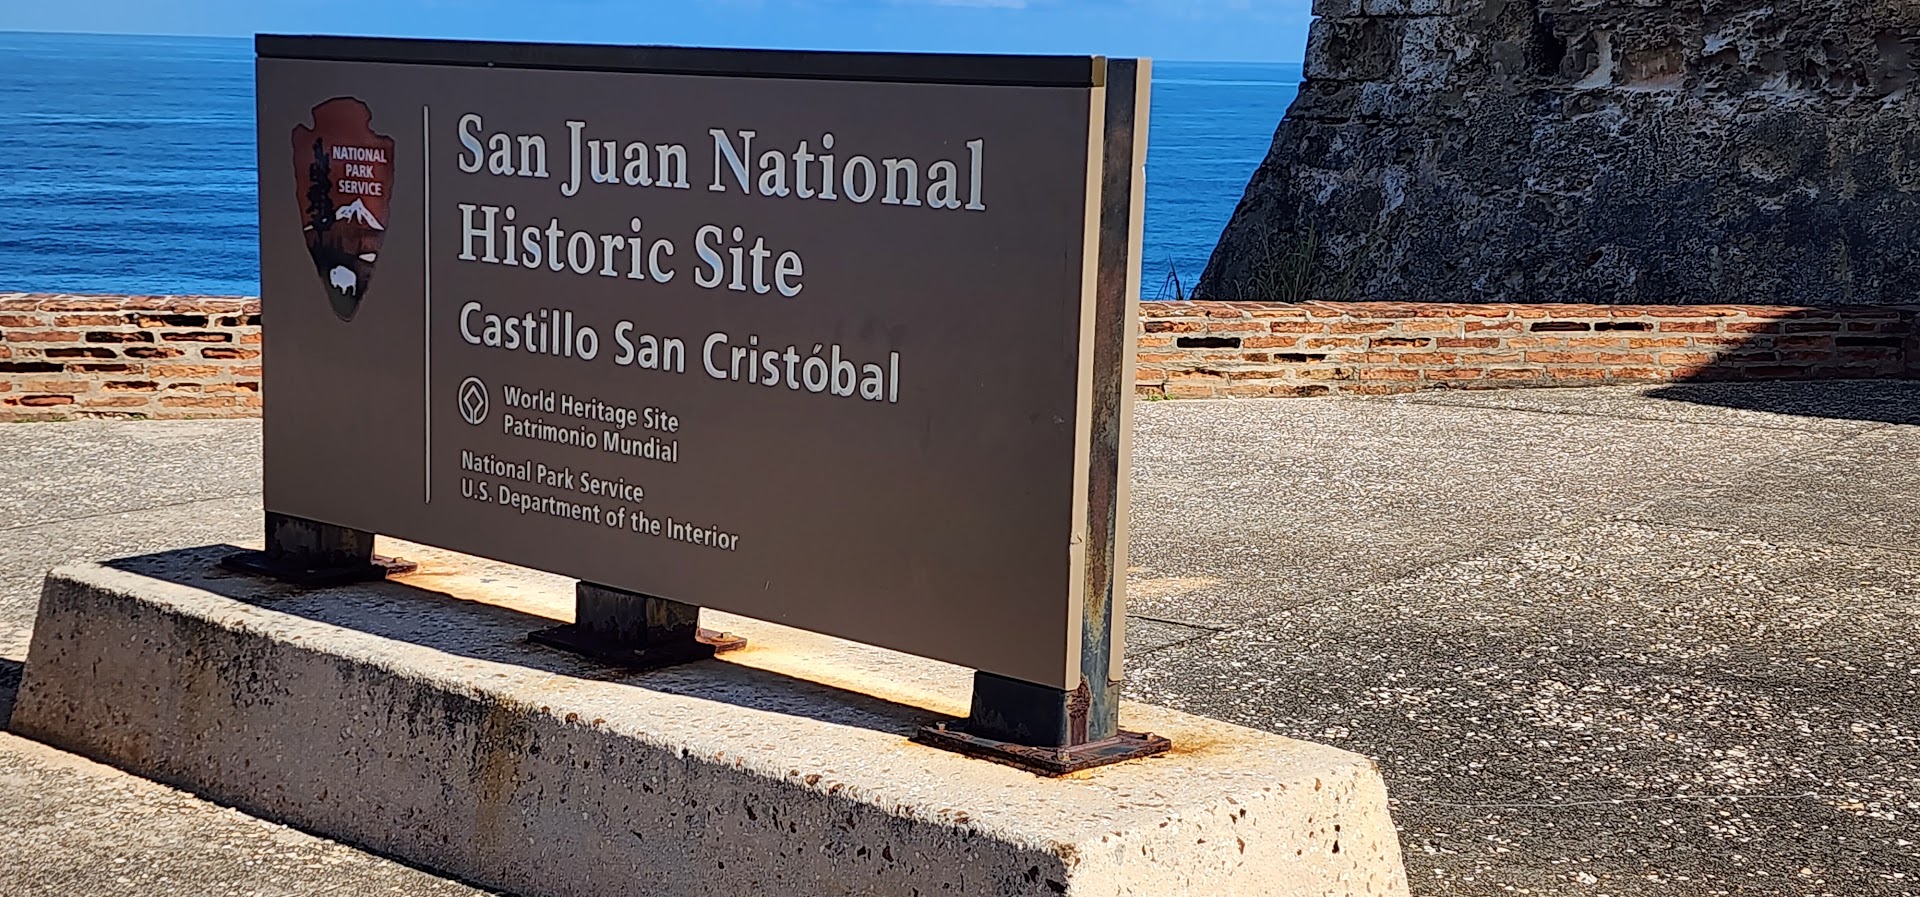 NATIONAL
PARK
SERVICE
San Juan National
Historic Site
Castillo San Cristóbal
World Heritage Site
Patrimonio Mundial
National Park Service
U.S. Department of the Interior